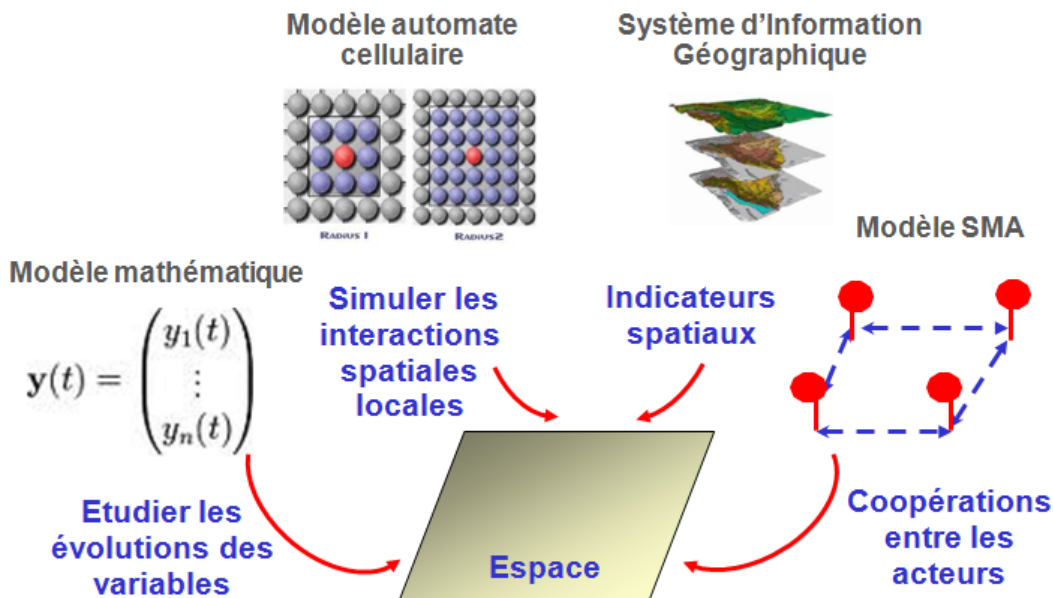 Modèle automate
cellulaire
Système d'Information
Géographique
RADIUS 1
RADIUS2
Modèle SMA
Modèle mathématique
Simuler les
interactions
spatiales
locales
Indicateurs
spatiaux
y(t) = (y₁(t)
⋮
yₙ(t))
Etudier les
évolutions des
variables
Espace
Coopérations
entre les
acteurs